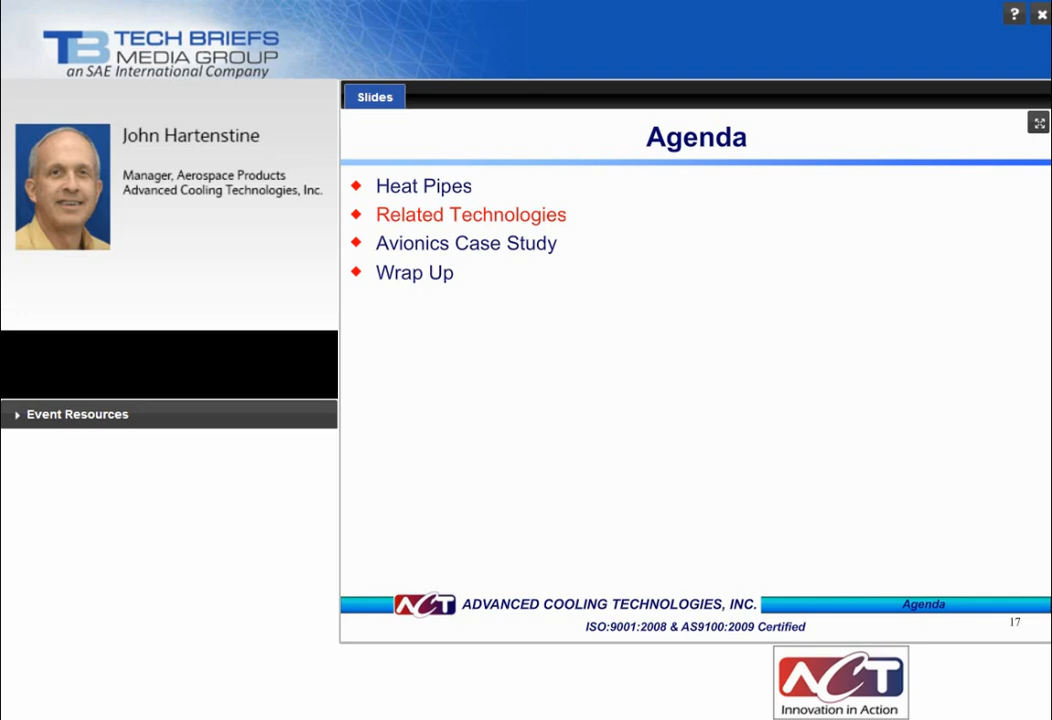 ? ×
TB TECH BRIEFS
MEDIA GROUP
an SAE International Company
Slides
John Hartenstine
Manager, Aerospace Products
Advanced Cooling Technologies, Inc.
Event Resources
Agenda
Heat Pipes
Related Technologies
Avionics Case Study
Wrap Up
ACT ADVANCED COOLING TECHNOLOGIES, INC. Agenda
ISO:9001:2008 & AS9100:2009 Certified 17
ACT
Innovation in Action